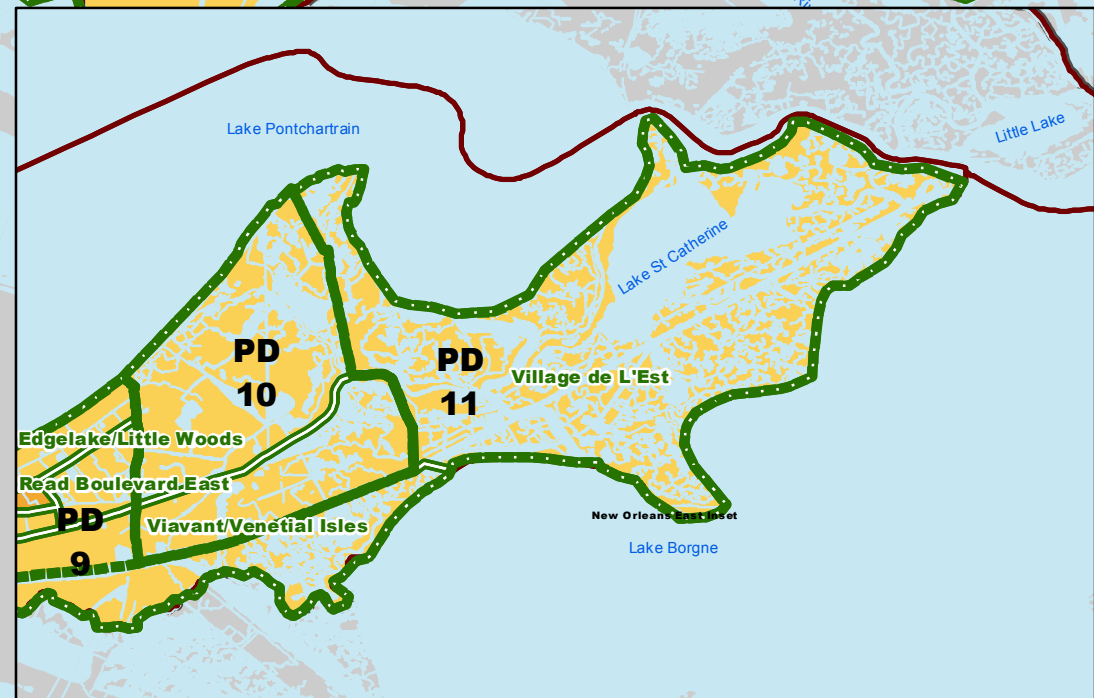 Lake Pontchartrain
Little Lake
Lake St Catherine
PD
10
PD
11
Village de L'Est
Edgelake/Little Woods
Read Boulevard East
PD
9
Viavant/Venetial Isles
New Orleans East Inset
Lake Borgne